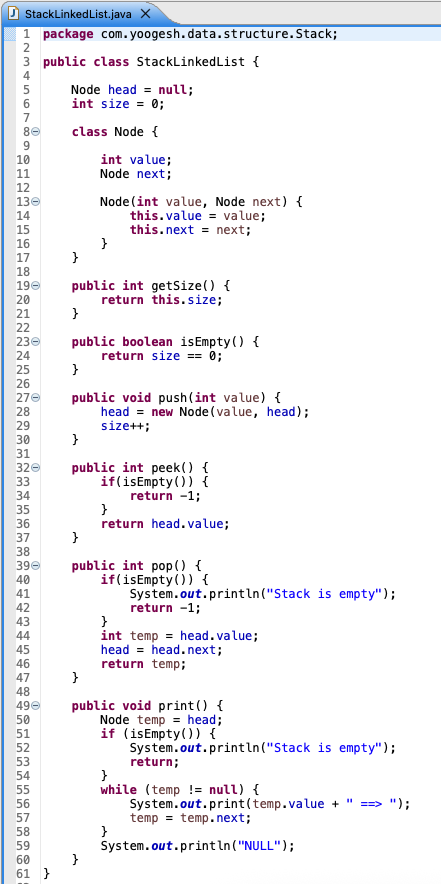 StackLinkedList.java
1 package com.yoogesh.data.structure.Stack;
2
3 public class StackLinkedList {
4
5     Node head = null;
6     int size = 0;
7
8     class Node {
9
10         int value;
11         Node next;
12
13         Node(int value, Node next) {
14             this.value = value;
15             this.next = next;
16         }
17     }
18
19     public int getSize() {
20         return this.size;
21     }
22
23     public boolean isEmpty() {
24         return size == 0;
25     }
26
27     public void push(int value) {
28         head = new Node(value, head);
29         size++;
30     }
31
32     public int peek() {
33         if(isEmpty()) {
34             return -1;
35         }
36         return head.value;
37     }
38
39     public int pop() {
40         if(isEmpty()) {
41             System.out.println("Stack is empty");
42             return -1;
43         }
44         int temp = head.value;
45         head = head.next;
46         return temp;
47     }
48
49     public void print() {
50         Node temp = head;
51         if (isEmpty()) {
52             System.out.println("Stack is empty");
53             return;
54         }
55         while (temp != null) {
56             System.out.print(temp.value + " ==> ");
57             temp = temp.next;
58         }
59         System.out.println("NULL");
60     }
61 }